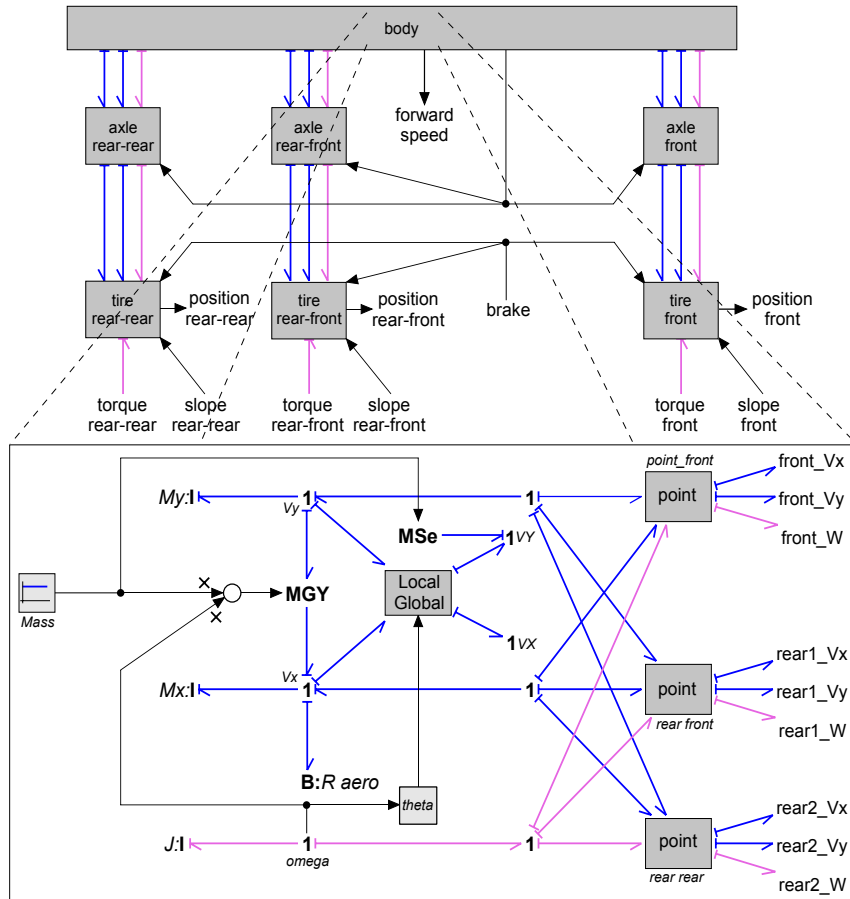 body
forward
speed
axle
rear-rear
axle
rear-front
axle
front
tire
rear-rear
position
rear-rear
tire
rear-front
position
rear-front
brake
tire
front
position
front
torque
rear-rear
slope
rear-rear
torque
rear-front
slope
rear-front
torque
front
slope
front
point_front
front_Vx
My:I
1
Vy
1
point
front_Vy
MSe
1VY
front_W
Local
Global
Mass
×
×
MGY
1VX
rear1_Vx
Vx
Mx:I
1
1
point
rear1_Vy
rear front
rear1_W
B:R aero
theta
rear2_Vx
J:I
1
omega
1
point
rear2_Vy
rear rear
rear2_W